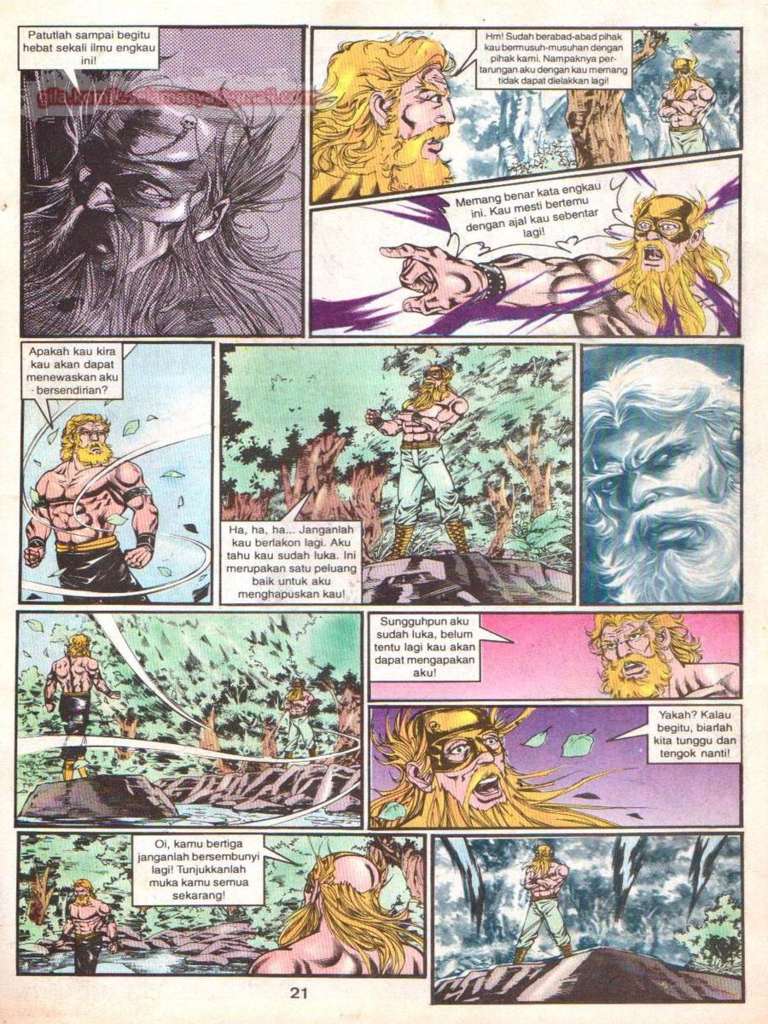 Patutlah sampai begitu
hebat sekali ilmu engkau
ini!
Hm! Sudah berabad-abad pihak
kau bermusuh-musuhan dengan
pihak kami. Nampaknya per-
tarungan aku dengan kau memang
tidak dapat dielakkan lagi!
Memang benar kata engkau
ini. Kau mesti bertemu
dengan ajal kau sebentar
lagi!
Apakah kau kira
kau akan dapat
menewaskan aku
bersendirian?
Ha, ha, ha... Janganlah
kau berlakon lagi. Aku
tahu kau sudah luka. Ini
merupakan satu peluang
baik untuk aku
menghapuskan kau!
Sungguhpun aku
sudah luka, belum
tentu lagi kau akan
dapat mengapakan
aku!
Yakah? Kalau
begitu, biarlah
kita tunggu dan
tengok nanti!
Oi, kamu bertiga
janganlah bersembunyi
lagi! Tunjukkanlah
muka kamu semua
sekarang!
21